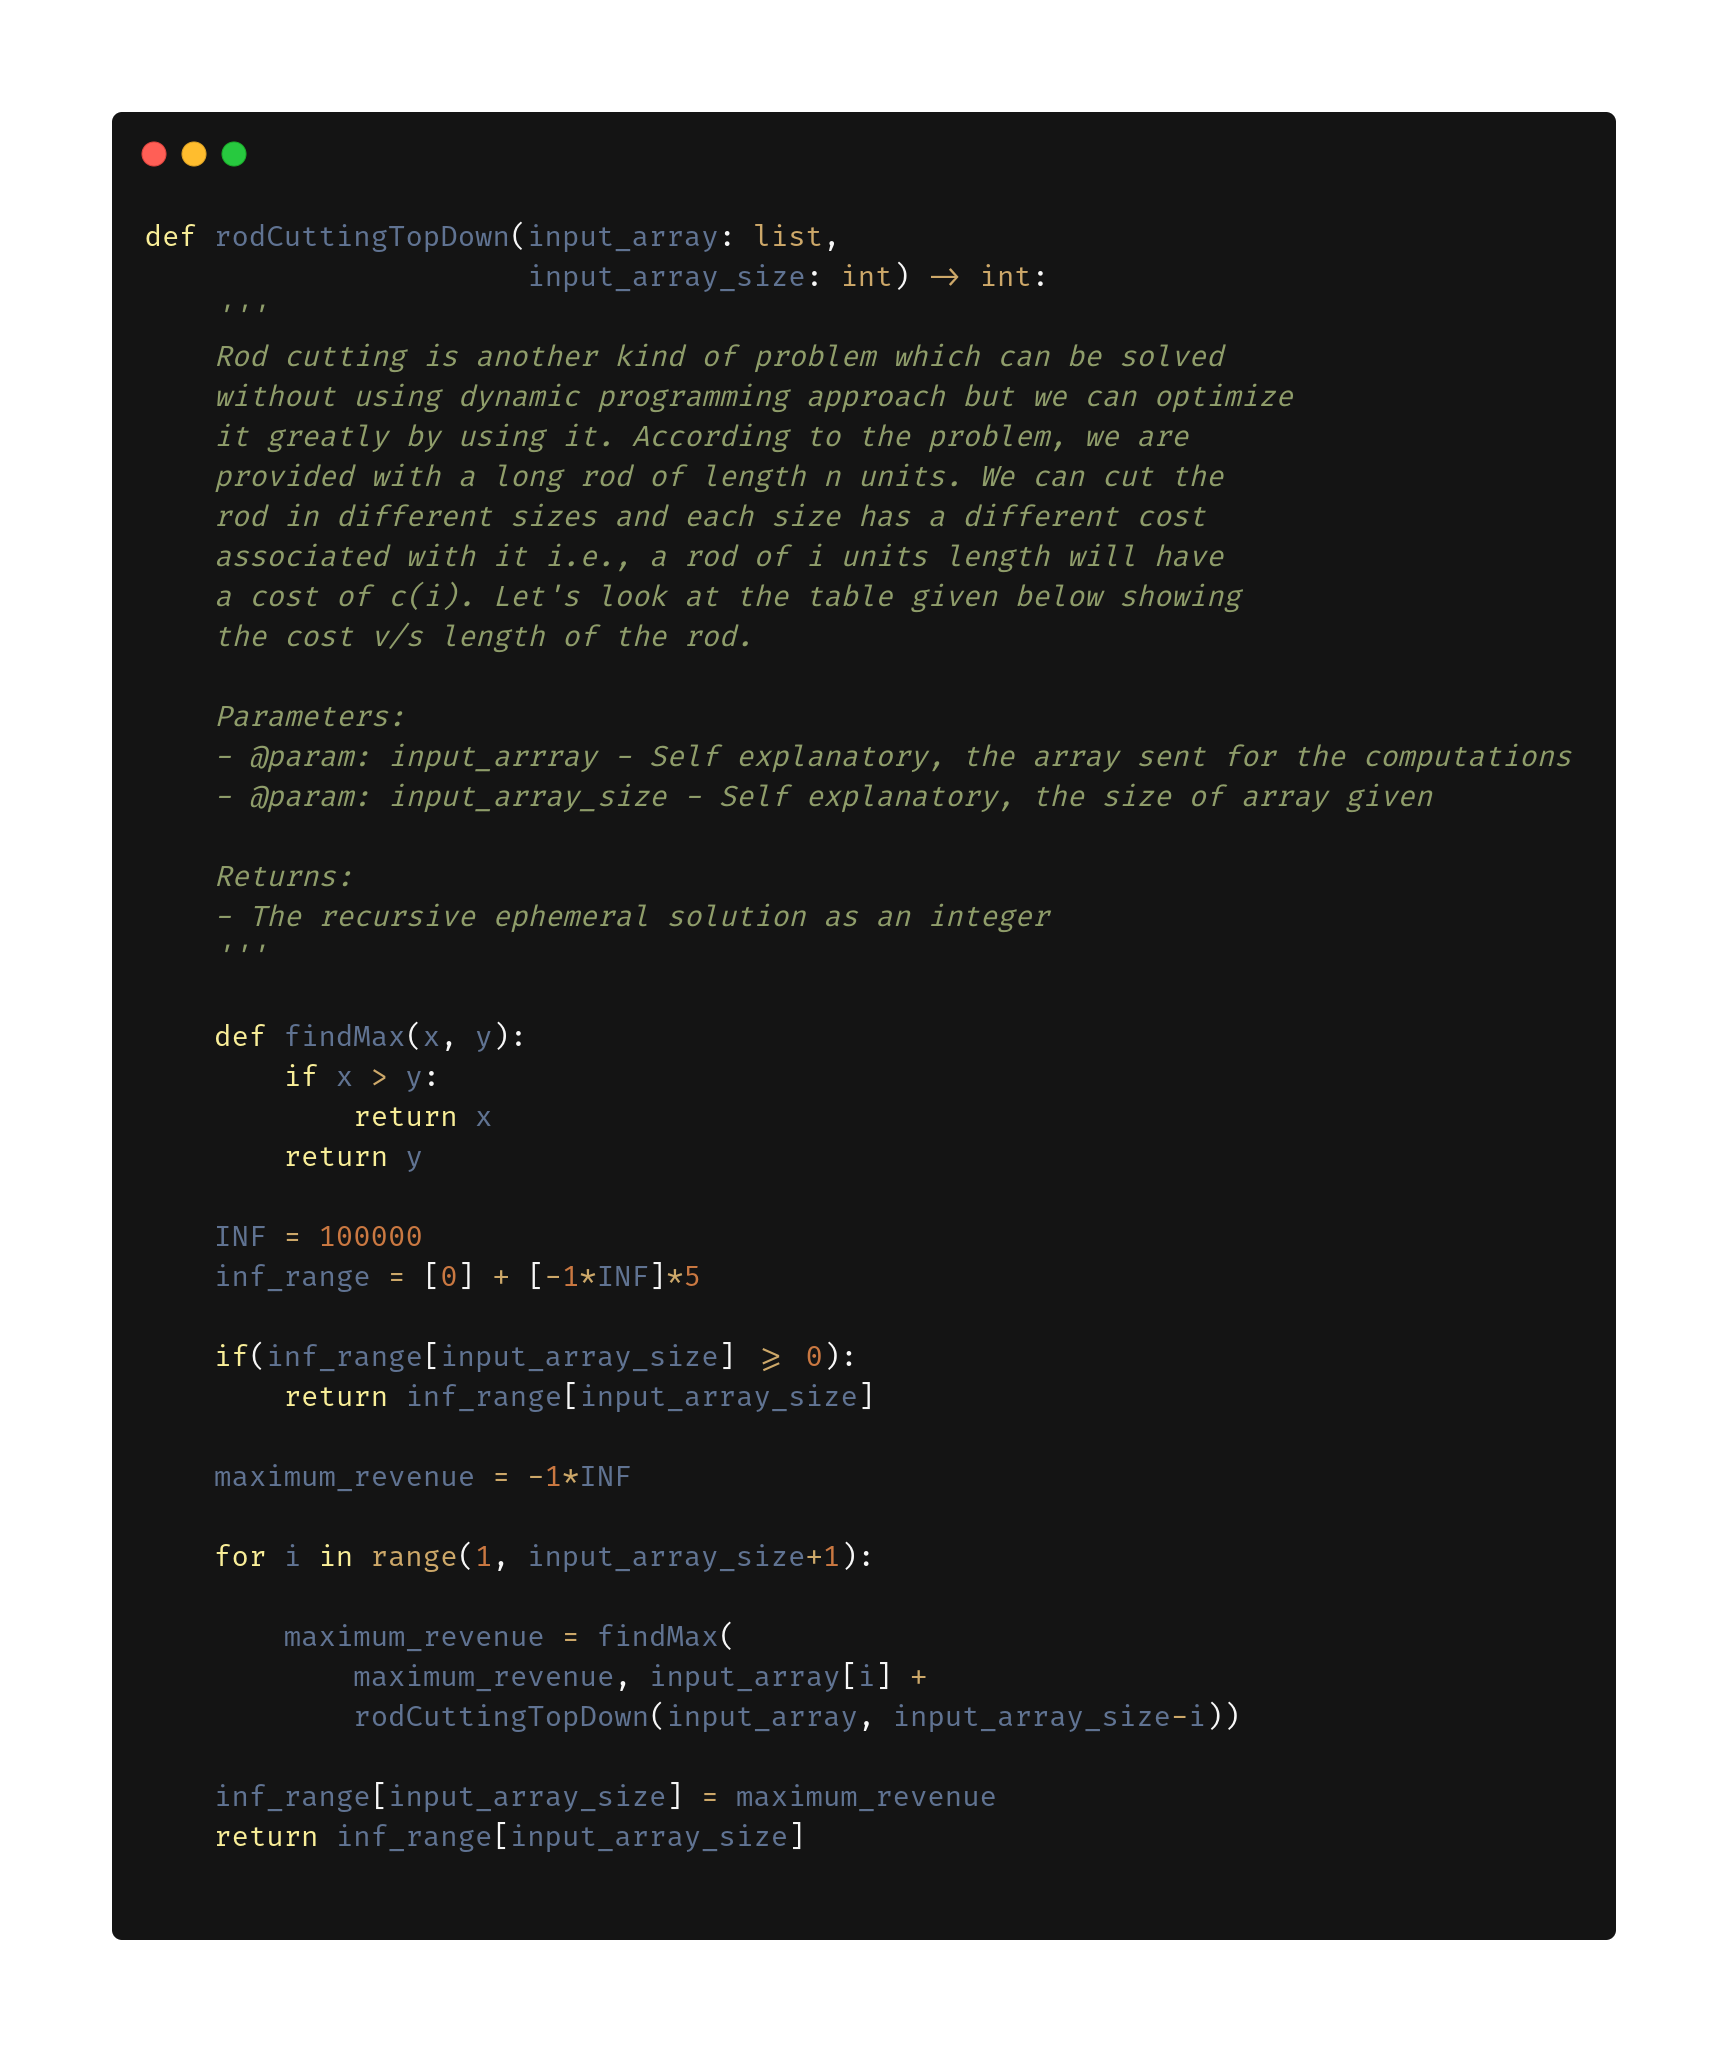 def rodCuttingTopDown(input_array: list,
                      input_array_size: int) -> int:
    '''
    Rod cutting is another kind of problem which can be solved
    without using dynamic programming approach but we can optimize
    it greatly by using it. According to the problem, we are
    provided with a long rod of length n units. We can cut the
    rod in different sizes and each size has a different cost
    associated with it i.e., a rod of i units length will have
    a cost of c(i). Let's look at the table given below showing
    the cost v/s length of the rod.

    Parameters:
    - @param: input_arrray - Self explanatory, the array sent for the computations
    - @param: input_array_size - Self explanatory, the size of array given

    Returns:
    - The recursive ephemeral solution as an integer
    '''

    def findMax(x, y):
        if x > y:
            return x
        return y

    INF = 100000
    inf_range = [0] + [-1*INF]*5

    if(inf_range[input_array_size] >= 0):
        return inf_range[input_array_size]

    maximum_revenue = -1*INF

    for i in range(1, input_array_size+1):

        maximum_revenue = findMax(
            maximum_revenue, input_array[i] +
            rodCuttingTopDown(input_array, input_array_size-i))

    inf_range[input_array_size] = maximum_revenue
    return inf_range[input_array_size]